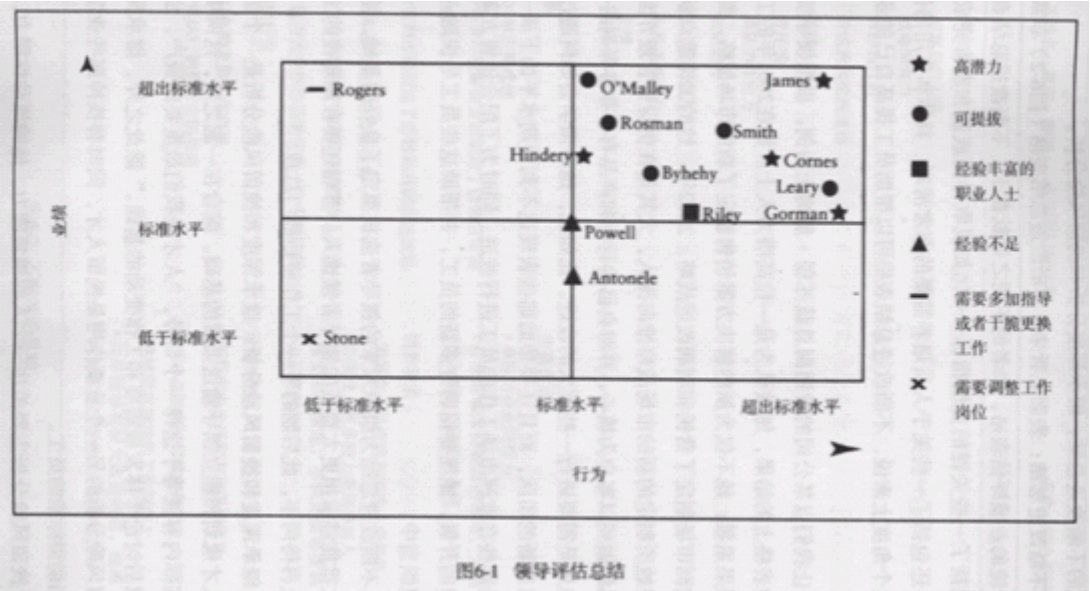 超出标准水平
Rogers
O'Malley
James
高潜力
Rosman
Smith
可提拔
Hindery
Cornes
Byhehy
Leary
经验丰富的
职业人士
Riley
Gorman
业绩
标准水平
Powell
经验不足
Antonele
需要多加指导
或者干脆更换
工作
低于标准水平
Stone
需要调整工作
岗位
低于标准水平
标准水平
超出标准水平
行为
图6-1 领导评估总结